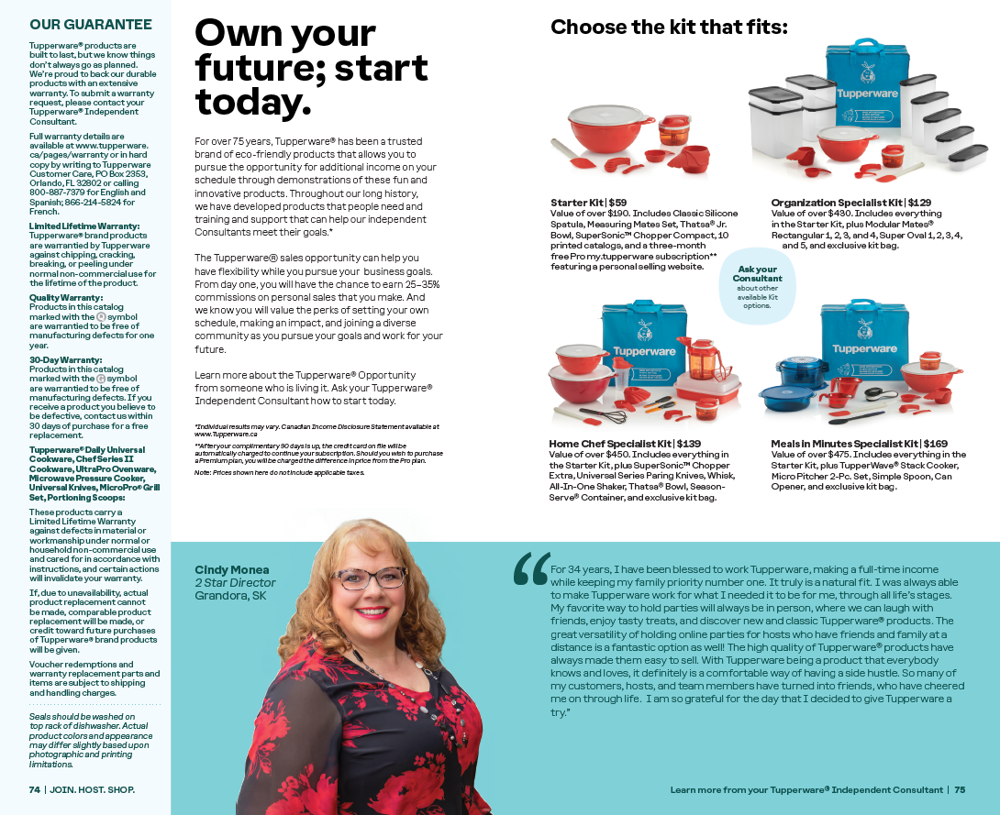 OUR GUARANTEE
Tupperware® products are
built to last, but we know things
don't always go as planned.
We're proud to back our durable
products with an extensive
warranty. To submit a warranty
request, please contact your
Tupperware® Independent
Consultant.
Full warranty details are
available at www.tupperware.
ca/pages/warranty or in hard
copy by writing to Tupperware
Customer Care, PO Box 2353,
Orlando, FL 32802 or calling
800-887-7379 for English and
Spanish; 866-214-5824 for
French.
Limited Lifetime Warranty:
Tupperware® brand products
are warrantied by Tupperware
against chipping, cracking,
breaking, or peeling under
normal non-commercial use for
the lifetime of the product.
Quality Warranty:
Products in this catalog
marked with the Q symbol
are warrantied to be free of
manufacturing defects for one
year.
30-Day Warranty:
Products in this catalog
marked with the G symbol
are warrantied to be free of
manufacturing defects. If you
receive a product you believe to
be defective, contact us within
30 days of purchase for a free
replacement.
Tupperware® Daily Universal
Cookware, Chef Series II
Cookware, UltraPro Ovenware,
Microwave Pressure Cooker,
Universal Knives, MicroPro® Grill
Set, Portioning Scoops:
These products carry a
Limited Lifetime Warranty
against defects in material or
workmanship under normal or
household non-commercial use
and cared for in accordance with
instructions, and certain actions
will invalidate your warranty.
If, due to unavailability, actual
product replacement cannot
be made, comparable product
replacement will be made, or
credit toward future purchases
of Tupperware® brand products
will be given.
Voucher redemptions and
warranty replacement parts and
items are subject to shipping
and handling charges.
Seals should be washed on
top rack of dishwasher. Actual
product colors and appearance
may differ slightly based upon
photographic and printing
limitations.
74 | JOIN. HOST. SHOP.
Own your
future; start
today.
For over 75 years, Tupperware® has been a trusted
brand of eco-friendly products that allows you to
pursue the opportunity for additional income on your
schedule through demonstrations of these fun and
innovative products. Throughout our long history,
we have developed products that people need and
training and support that can help our independent
Consultants meet their goals.*
The Tupperware® sales opportunity can help you
have flexibility while you pursue your business goals.
From day one, you will have the chance to earn 25–35%
commissions on personal sales that you make. And
we know you will value the perks of setting your own
schedule, making an impact, and joining a diverse
community as you pursue your goals and work for your
future.
Learn more about the Tupperware® Opportunity
from someone who is living it. Ask your Tupperware®
Independent Consultant how to start today.
*Individual results may vary. Canadian Income Disclosure Statement available at
www.Tupperware.ca
**After your complimentary 90 days is up, the credit card on file will be
automatically charged to continue your subscription. Should you wish to purchase
a Premium plan, you will be charged the difference in price from the Pro plan.
Note: Prices shown here do not include applicable taxes.
Choose the kit that fits:
Tupperware
Starter Kit | $59
Value of over $190. Includes Classic Silicone
Spatula, Measuring Mates Set, Thatsa® Jr.
Bowl, SuperSonic™ Chopper Compact, 10
printed catalogs, and a three-month
free Pro my.tupperware subscription**
featuring a personal selling website.
Organization Specialist Kit | $129
Value of over $430. Includes everything
in the Starter Kit, plus Modular Mates®
Rectangular 1, 2, 3, and 4, Super Oval 1, 2, 3, 4,
and 5, and exclusive kit bag.
Ask your
Consultant
about other
available Kit
options.
Tupperware
Tupperware
Home Chef Specialist Kit | $139
Value of over $450. Includes everything in
the Starter Kit, plus SuperSonic™ Chopper
Extra, Universal Series Paring Knives, Whisk,
All-In-One Shaker, Thatsa® Bowl, Season-
Serve® Container, and exclusive kit bag.
Meals in Minutes Specialist Kit | $169
Value of over $475. Includes everything in the
Starter Kit, plus TupperWave® Stack Cooker,
Micro Pitcher 2-Pc. Set, Simple Spoon, Can
Opener, and exclusive kit bag.
Cindy Monea
2 Star Director
Grandora, SK
“For 34 years, I have been blessed to work Tupperware, making a full-time income
while keeping my family priority number one. It truly is a natural fit. I was always able
to make Tupperware work for what I needed it to be for me, through all life's stages.
My favorite way to hold parties will always be in person, where we can laugh with
friends, enjoy tasty treats, and discover new and classic Tupperware® products. The
great versatility of holding online parties for hosts who have friends and family at a
distance is a fantastic option as well! The high quality of Tupperware® products have
always made them easy to sell. With Tupperware being a product that everybody
knows and loves, it definitely is a comfortable way of having a side hustle. So many of
my customers, hosts, and team members have turned into friends, who have cheered
me on through life. I am so grateful for the day that I decided to give Tupperware a
try.”
Learn more from your Tupperware® Independent Consultant | 75